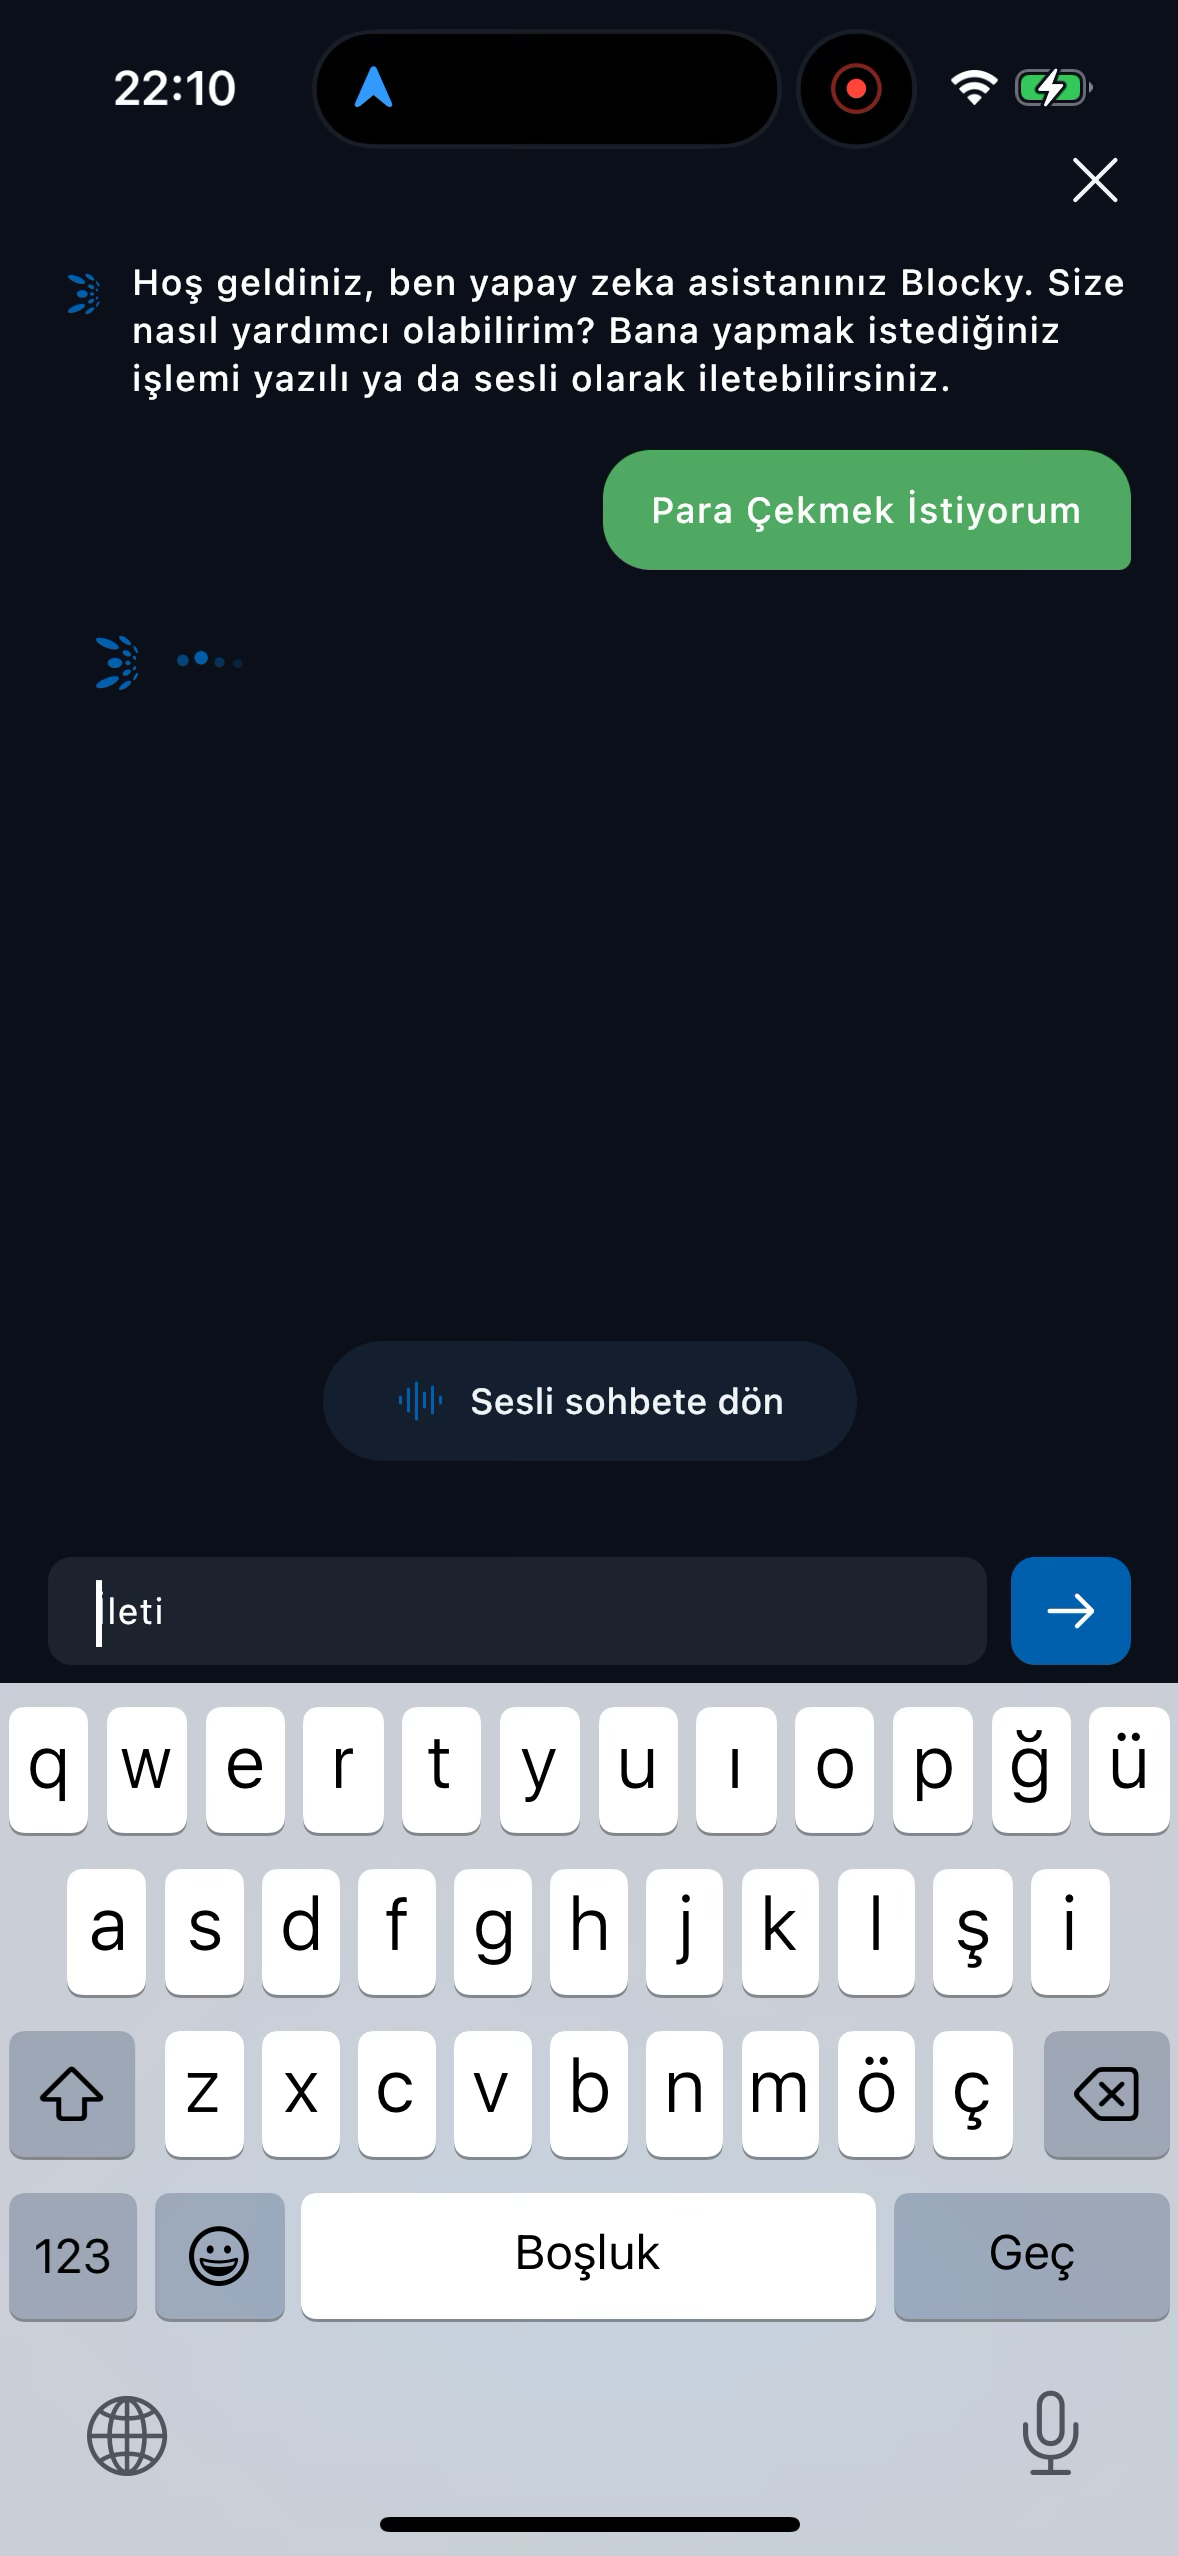 22:10
Hoş geldiniz, ben yapay zeka asistanınız Blocky. Size
nasıl yardımcı olabilirim? Bana yapmak istediğiniz
işlemi yazılı ya da sesli olarak iletebilirsiniz.
Para Çekmek İstiyorum
Sesli sohbete dön
İleti
q w e r t y u ı o p ğ ü
a s d f g h j k l ş i
z x c v b n m ö ç
123 Boşluk Geç